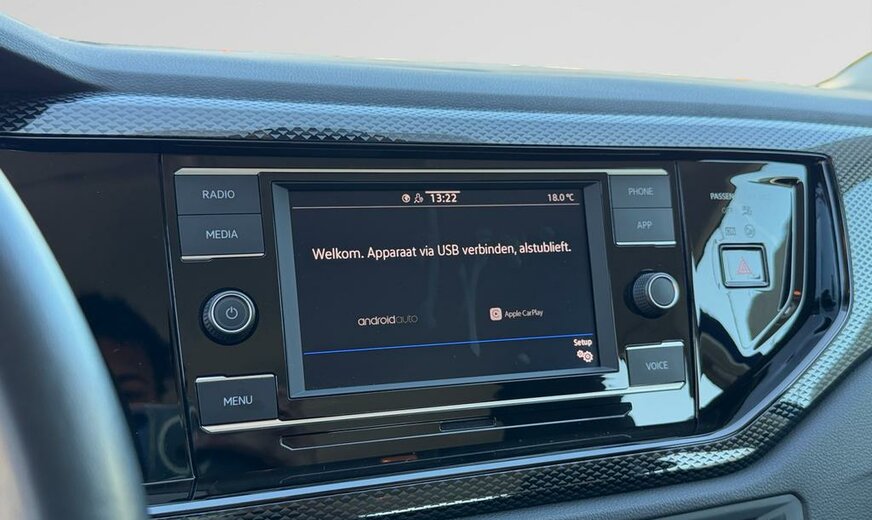 RADIO
MEDIA
MENU
13:22
18.0 °C
Welkom. Apparaat via USB verbinden, alstublieft.
androidauto
Apple CarPlay
Setup
PHONE
APP
VOICE